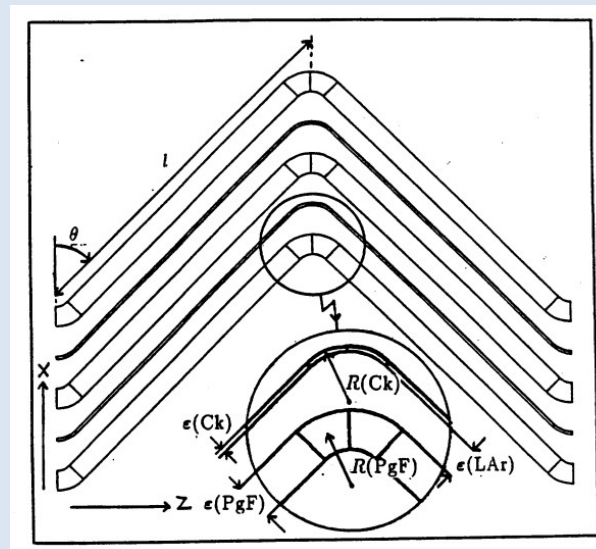 l
θ
X
R(Ck)
ε(Ck)
R(PgF)
ε(LAr)
Z
ε(PgF)